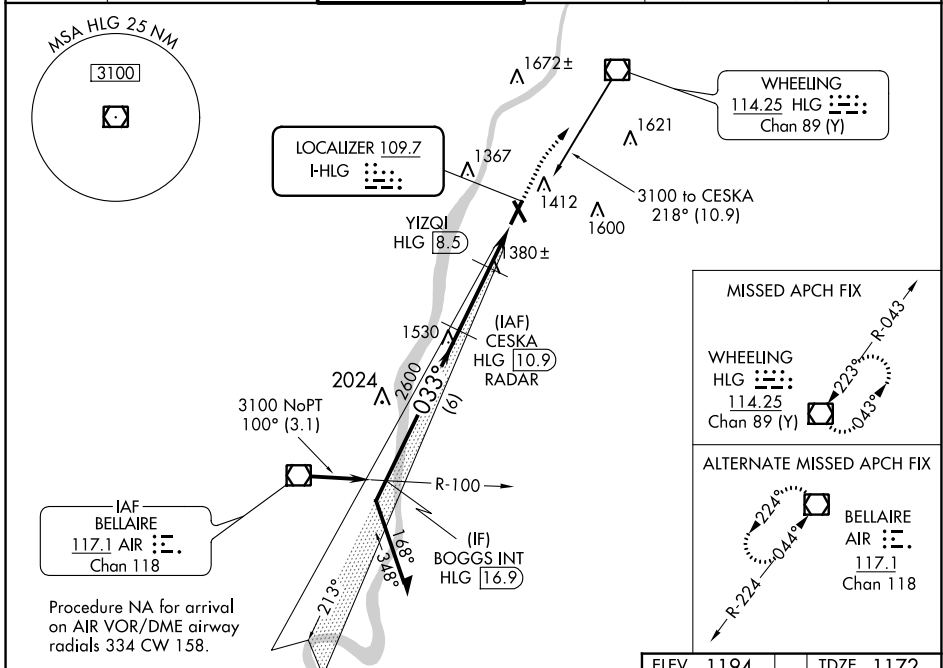 MSA HLG 25 NM
3100
1672±
WHEELING
114.25 HLG
Chan 89 (Y)
1621
LOCALIZER 109.7
I-HLG
1367
1412
3100 to CESKA
218° (10.9)
1600
YIZQI
HLG 8.5
1380±
MISSED APCH FIX
R-043
WHEELING
HLG
114.25
Chan 89 (Y)
223°
043°
1530
(IAF)
CESKA
HLG 10.9
RADAR
2024
2600
033°
(6)
3100 NoPT
100° (3.1)
R-100
IAF
BELLAIRE
117.1 AIR
Chan 118
(IF)
BOGGS INT
HLG 16.9
168°
348°
213°
ALTERNATE MISSED APCH FIX
224°
044°
R-224
BELLAIRE
AIR
117.1
Chan 118
Procedure NA for arrival
on AIR VOR/DME airway
radials 334 CW 158.
ELEV 1194
TDZE 1172